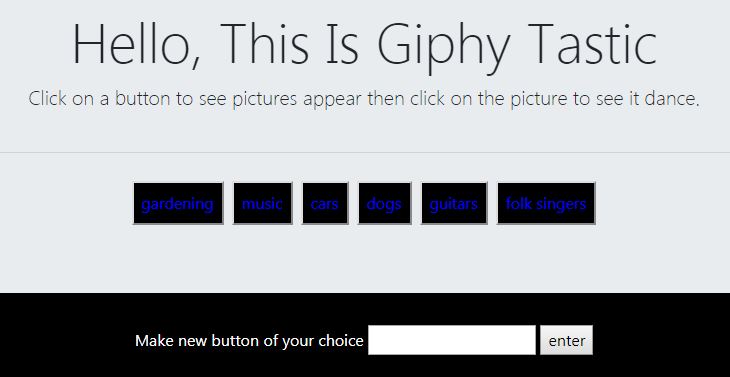 Hello, This Is Giphy Tastic
Click on a button to see pictures appear then click on the picture to see it dance.
gardening music cars dogs guitars folk singers
Make new button of your choice enter